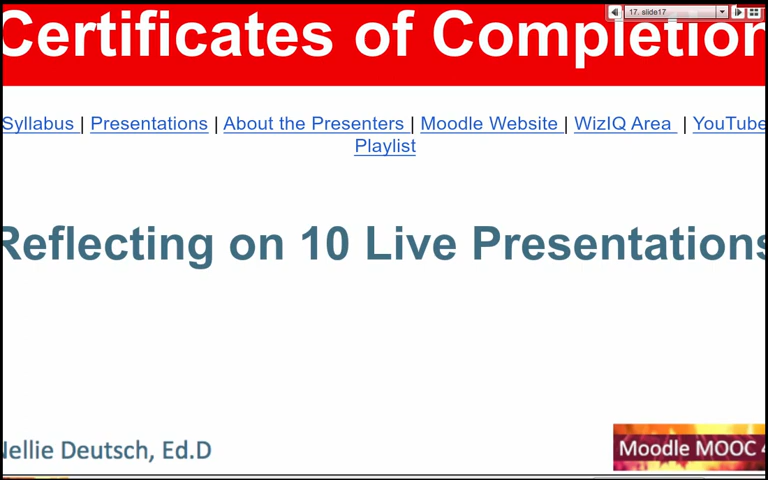 Certificates of Completion
17. slide17
Syllabus | Presentations | About the Presenters | Moodle Website | WizIQ Area | YouTube
Playlist
Reflecting on 10 Live Presentations
Nellie Deutsch, Ed.D
Moodle MOOC 4